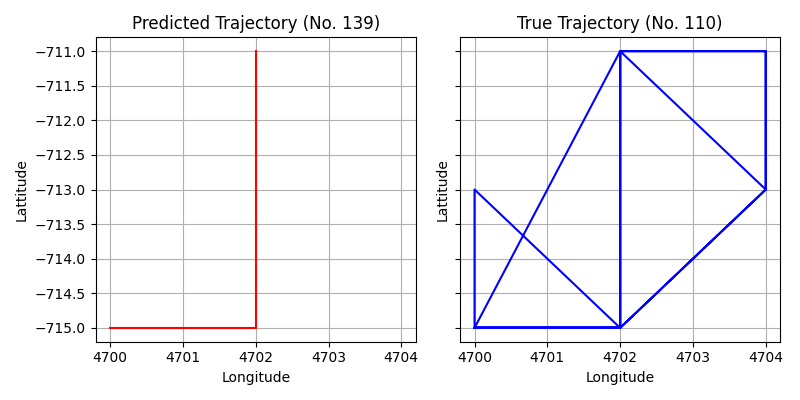 Predicted Trajectory (No. 139)
Lattitude
−711.0
−711.5
−712.0
−712.5
−713.0
−713.5
−714.0
−714.5
−715.0
4700 4701 4702 4703 4704
Longitude
True Trajectory (No. 110)
Lattitude
4700 4701 4702 4703 4704
Longitude